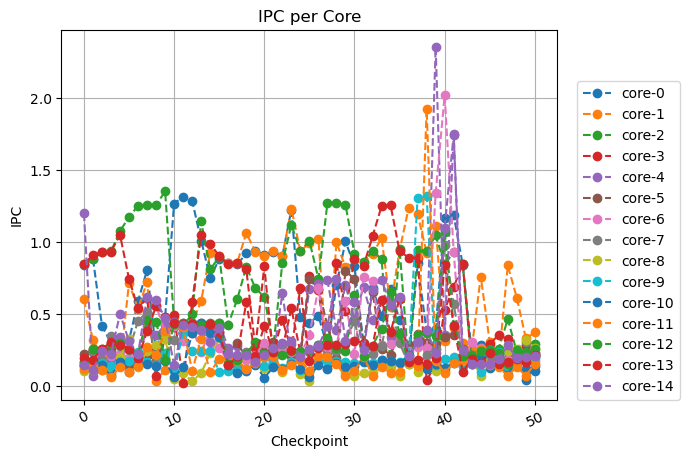 IPC per Core
IPC
2.0
1.5
1.0
0.5
0.0
0
10
20
30
40
50
Checkpoint
core-0
core-1
core-2
core-3
core-4
core-5
core-6
core-7
core-8
core-9
core-10
core-11
core-12
core-13
core-14